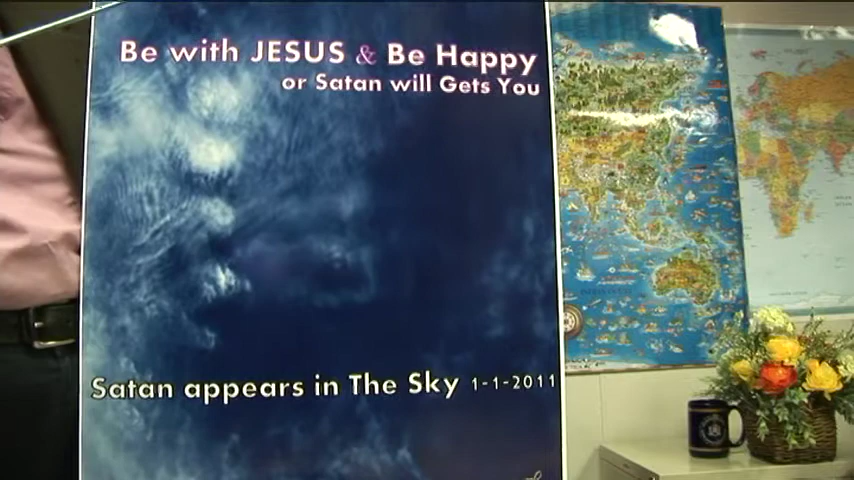 Be with JESUS & Be Happy
or Satan will Gets You
Satan appears in The Sky 1-1-2011